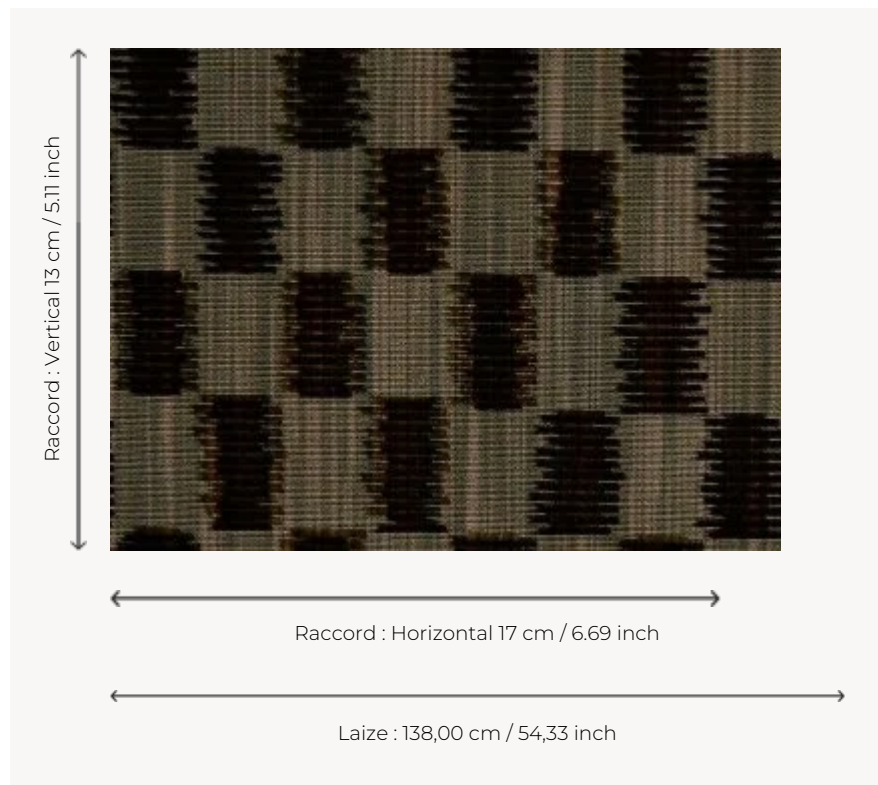 Raccord : Vertical 13 cm / 5.11 inch
Raccord : Horizontal 17 cm / 6.69 inch
Laize : 138,00 cm / 54,33 inch